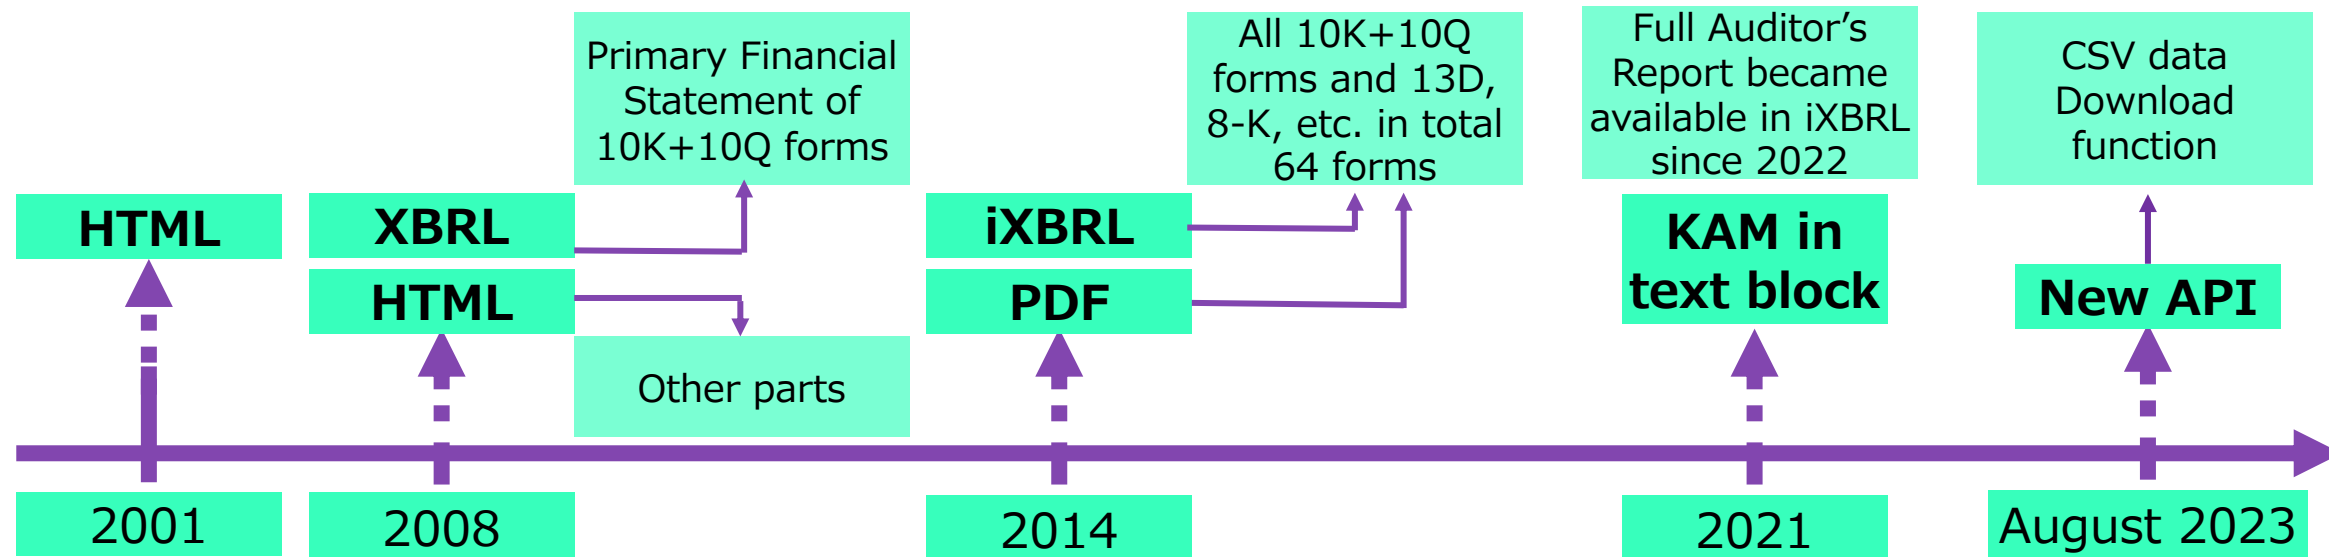 HTML
2001
XBRL
HTML
Primary Financial
Statement of
10K+10Q forms
Other parts
2008
iXBRL
PDF
All 10K+10Q
forms and 13D,
8-K, etc. in total
64 forms
2014
Full Auditor’s
Report became
available in iXBRL
since 2022
KAM in
text block
2021
CSV data
Download
function
New API
August 2023